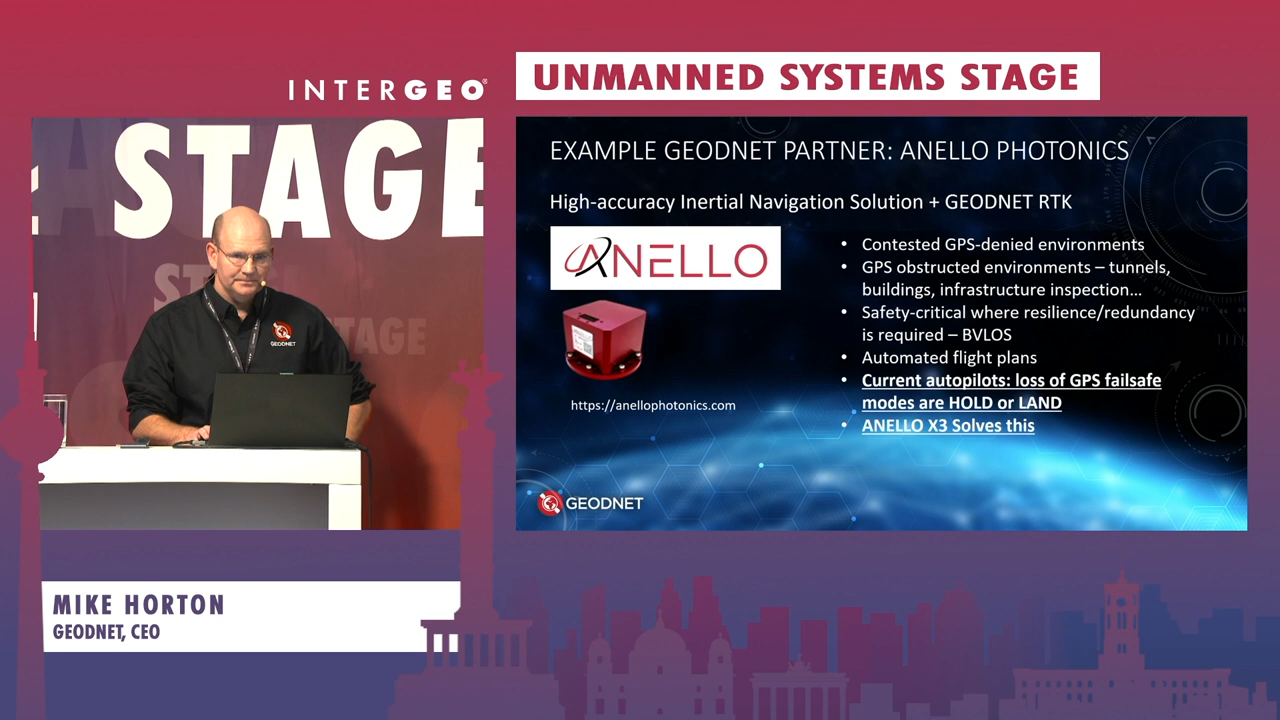 INTERGEO®
UNMANNED SYSTEMS STAGE
STAGE
STAGE
GEODNET
EXAMPLE GEODNET PARTNER: ANELLO PHOTONICS
High-accuracy Inertial Navigation Solution + GEODNET RTK
ANELLO
https://anellophotonics.com
• Contested GPS-denied environments
• GPS obstructed environments – tunnels,
buildings, infrastructure inspection…
• Safety-critical where resilience/redundancy
is required – BVLOS
• Automated flight plans
• Current autopilots: loss of GPS failsafe
modes are HOLD or LAND
• ANELLO X3 Solves this
GEODNET
MIKE HORTON
GEODNET, CEO